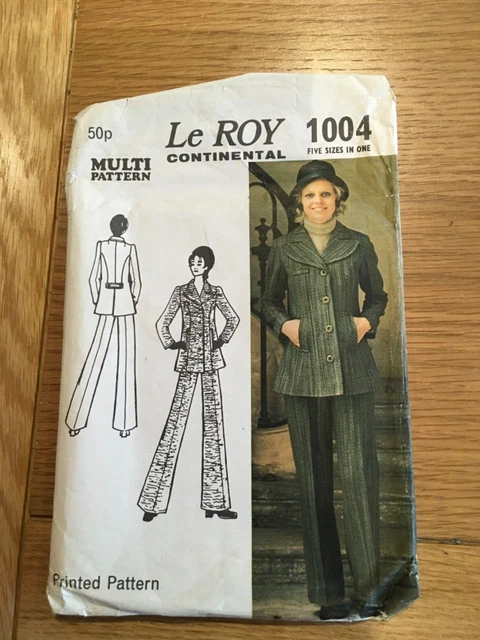 50p
Le ROY
CONTINENTAL
1004
FIVE SIZES IN ONE
MULTI
PATTERN
Printed Pattern